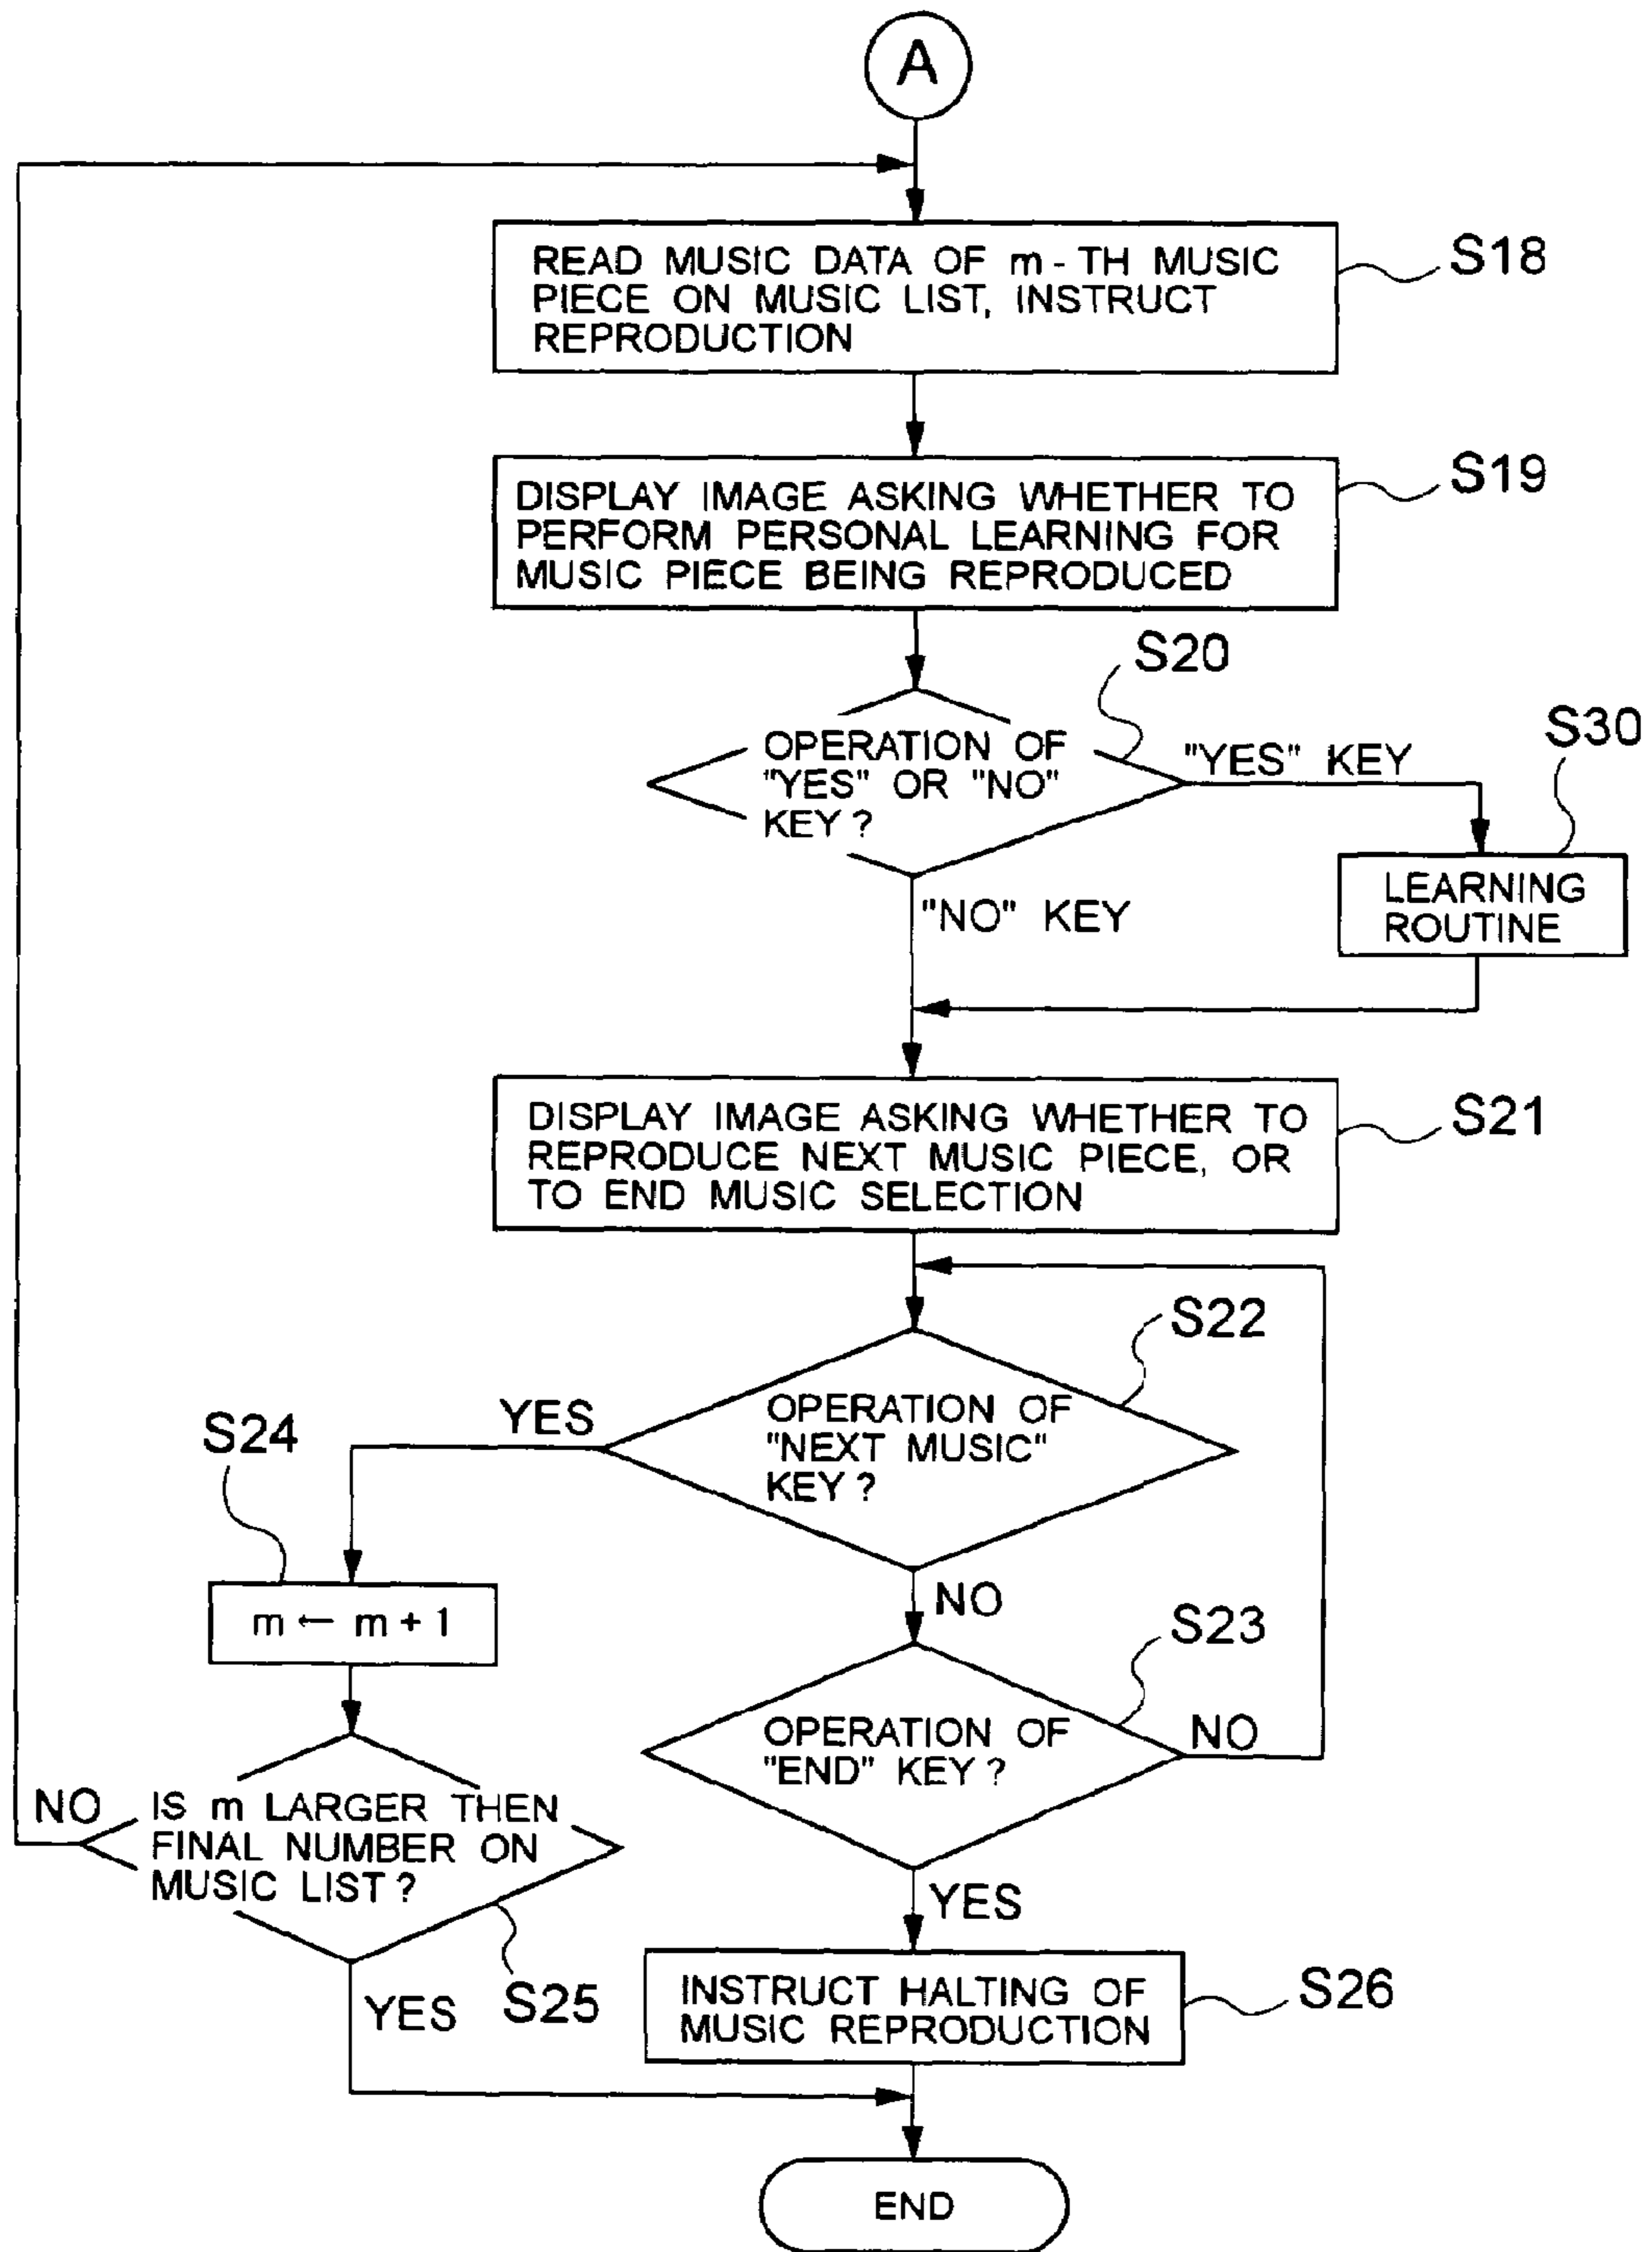 A
READ MUSIC DATA OF m-TH MUSIC
PIECE ON MUSIC LIST, INSTRUCT
REPRODUCTION
S18
DISPLAY IMAGE ASKING WHETHER TO
PERFORM PERSONAL LEARNING FOR
MUSIC PIECE BEING REPRODUCED
S19
S20
OPERATION OF
"YES" OR "NO"
KEY?
"YES" KEY
S30
LEARNING
ROUTINE
"NO" KEY
DISPLAY IMAGE ASKING WHETHER TO
REPRODUCE NEXT MUSIC PIECE, OR
TO END MUSIC SELECTION
S21
S22
OPERATION OF
"NEXT MUSIC"
KEY?
YES
S24
m ← m + 1
NO
S23
OPERATION OF
"END" KEY?
NO
NO
IS m LARGER THEN
FINAL NUMBER ON
MUSIC LIST?
S25
YES
YES
INSTRUCT HALTING OF
MUSIC REPRODUCTION
S26
END